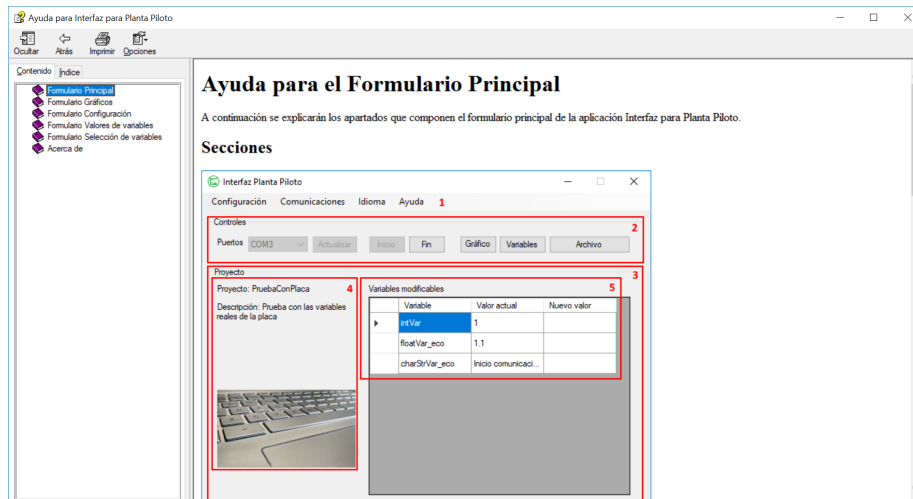 Ayuda para Interfaz para Planta Piloto
Ocultar Atrás Imprimir Opciones
Contenido Índice
Formulario Principal
Formulario Gráficos
Formulario Configuración
Formulario Valores de variables
Formulario Selección de variables
Acerca de
Ayuda para el Formulario Principal
A continuación se explicarán los apartados que componen el formulario principal de la aplicación Interfaz para Planta Piloto.
Secciones
Interfaz Planta Piloto
Configuración Comunicaciones Idioma Ayuda 1
Controles 2
Puertos COM3 Actualizar Inicio Fin Gráfico Variables Archivo
Proyecto 3
Proyecto: PruebaConPlaca 4
Descripción: Prueba con las variables
reales de la placa
Variables modificables 5
Variable Valor actual Nuevo valor
intVar 1
floatVar_eco 1.1
charStrVar_eco Inicio comunicaci...